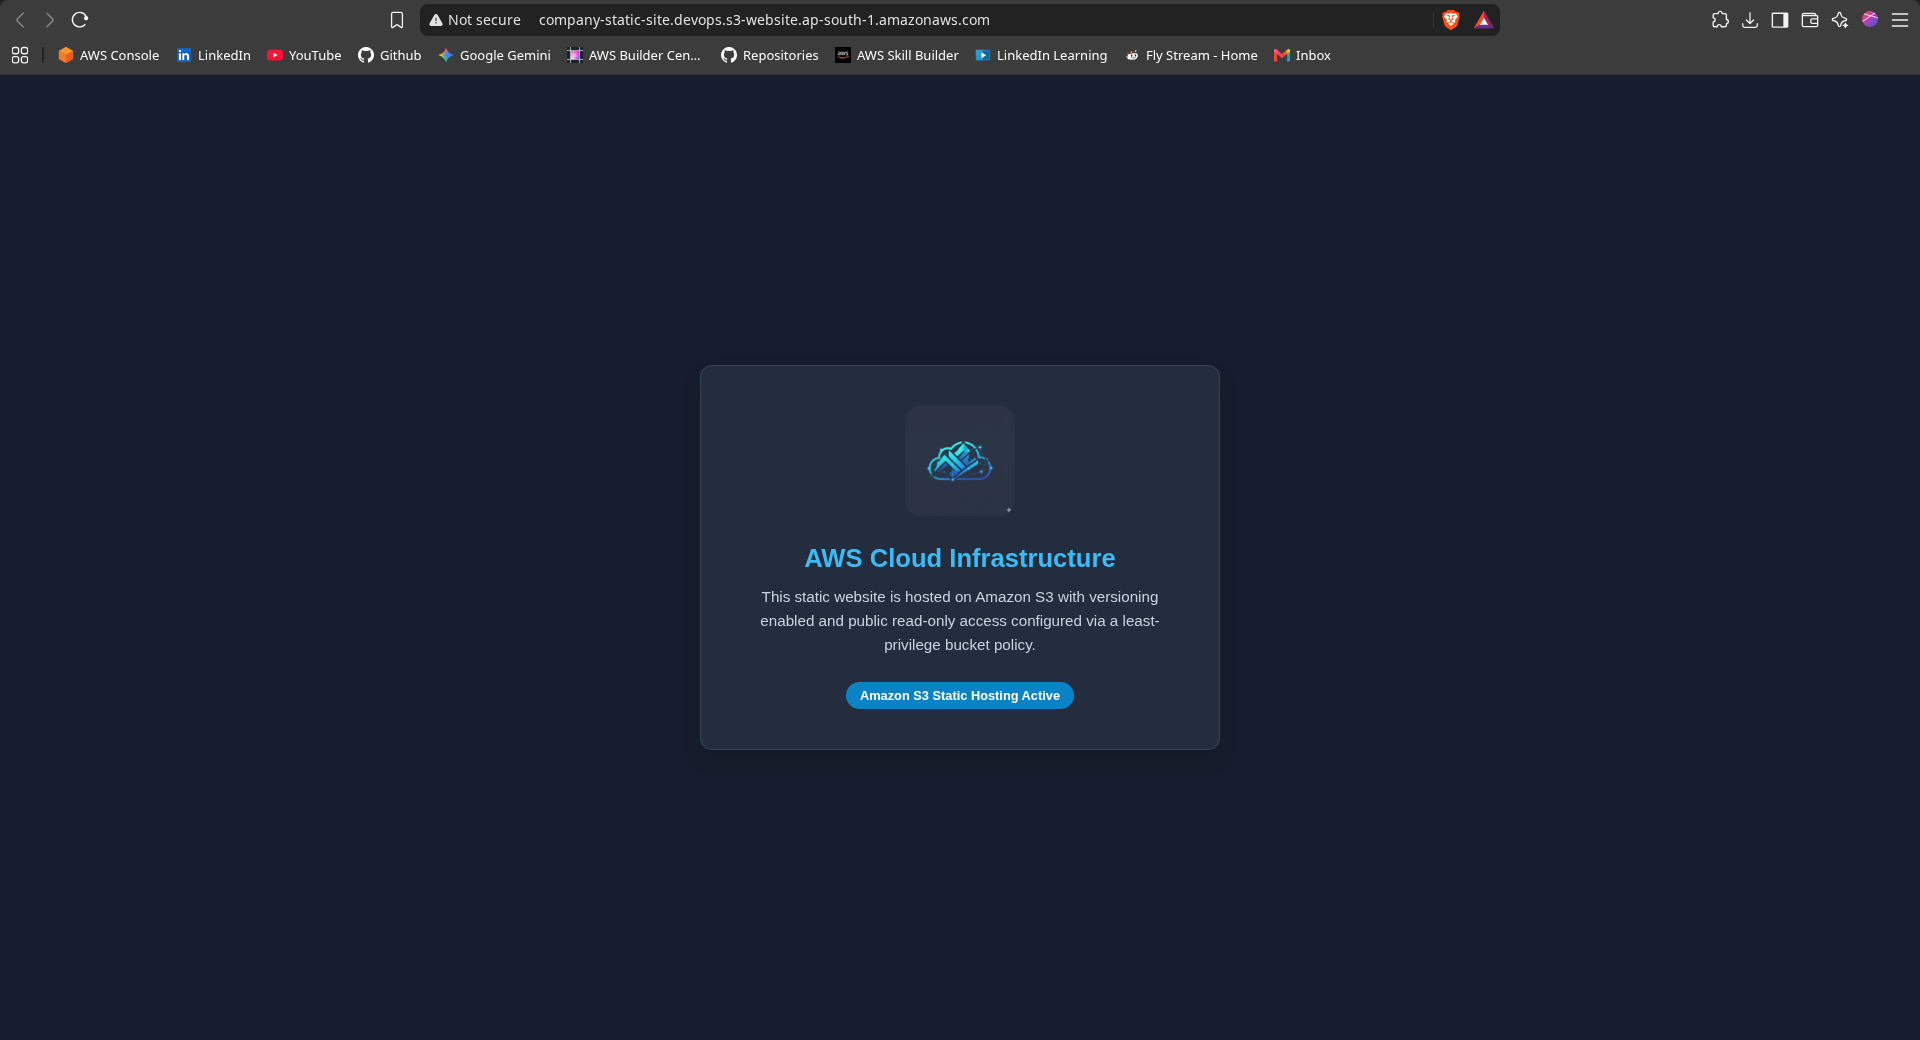 Not secure company-static-site.devops.s3-website.ap-south-1.amazonaws.com
AWS Console LinkedIn YouTube Github Google Gemini AWS Builder Cen... Repositories AWS Skill Builder LinkedIn Learning Fly Stream - Home Inbox
AWS Cloud Infrastructure
This static website is hosted on Amazon S3 with versioning
enabled and public read-only access configured via a least-
privilege bucket policy.
Amazon S3 Static Hosting Active